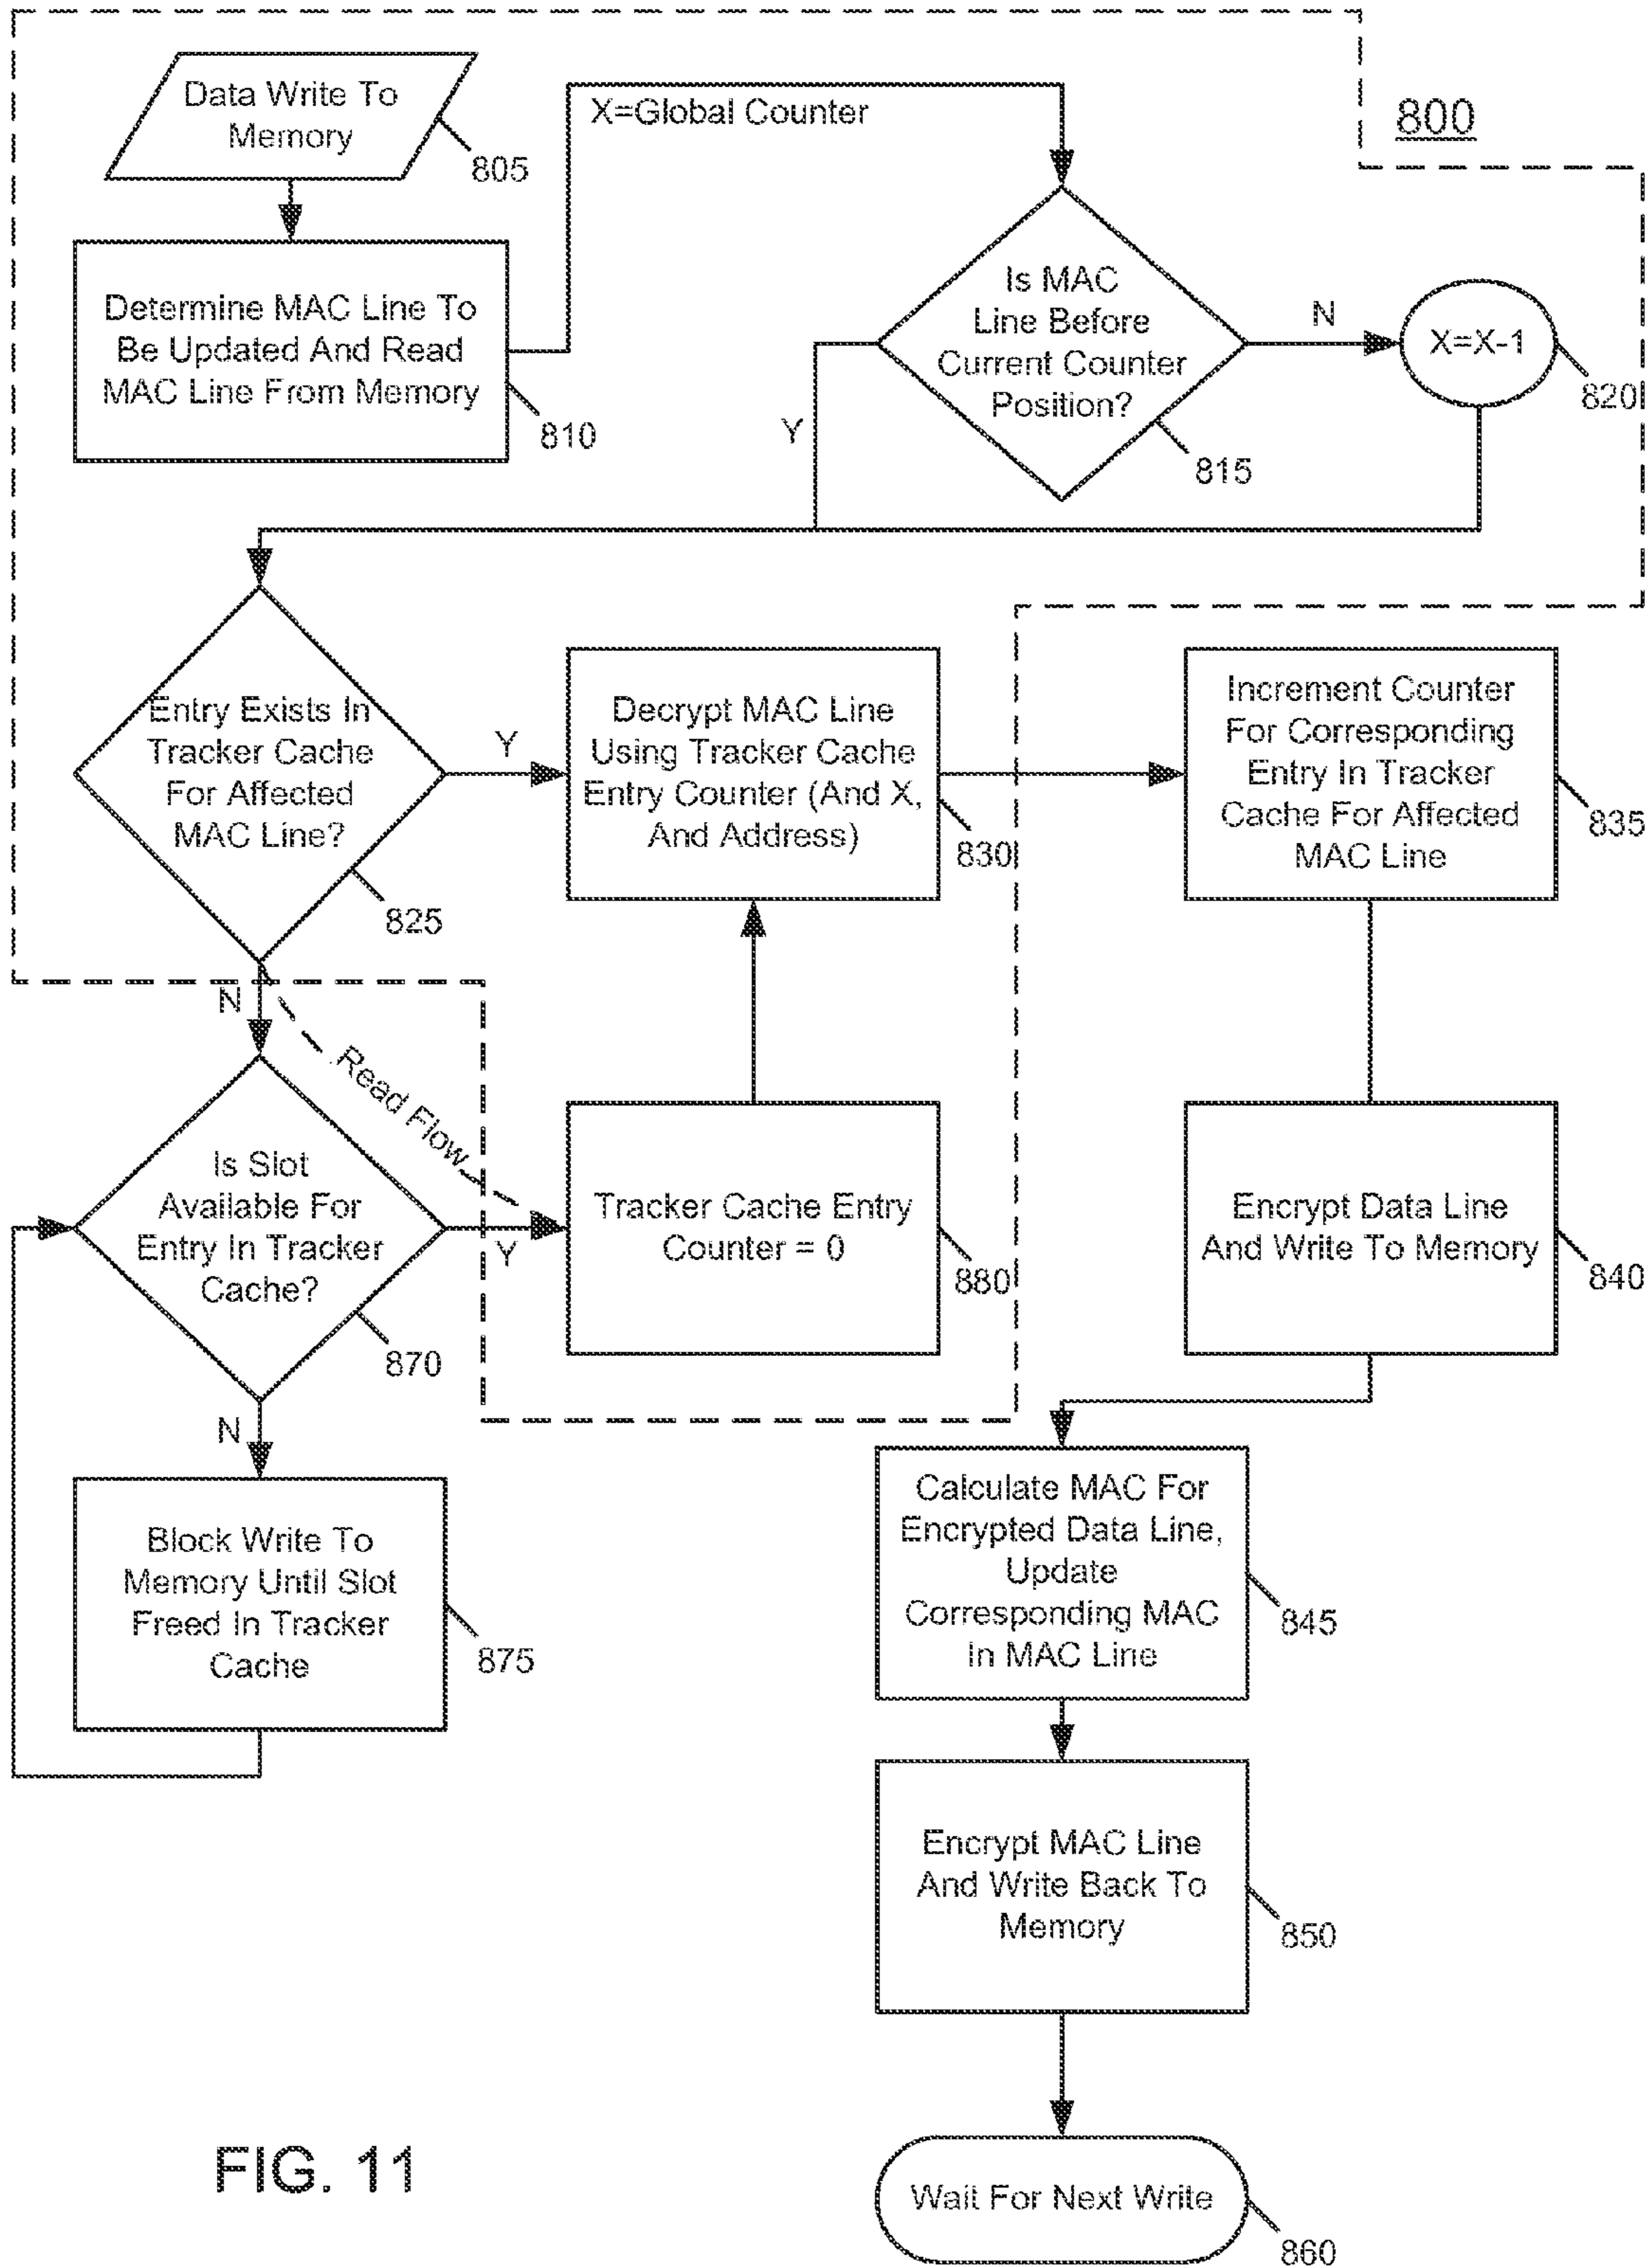 800
Data Write To
Memory
805
X=Global Counter
Determine MAC Line To
Be Updated And Read
MAC Line From Memory
810
Is MAC
Line Before
Current Counter
Position?
815
N
Y
X=X-1
820
Entry Exists In
Tracker Cache
For Affected
MAC Line?
825
Y
N
Decrypt MAC Line
Using Tracker Cache
Entry Counter (And X,
And Address)
830
Increment Counter
For Corresponding
Entry In Tracker
Cache For Affected
MAC Line
835
Read Flow
Is Slot
Available For
Entry In Tracker
Cache?
870
Y
N
Tracker Cache Entry
Counter = 0
880
Encrypt Data Line
And Write To Memory
840
Block Write To
Memory Until Slot
Freed In Tracker
Cache
875
Calculate MAC For
Encrypted Data Line,
Update
Corresponding MAC
In MAC Line
845
Encrypt MAC Line
And Write Back To
Memory
850
Wait For Next Write
860
FIG. 11